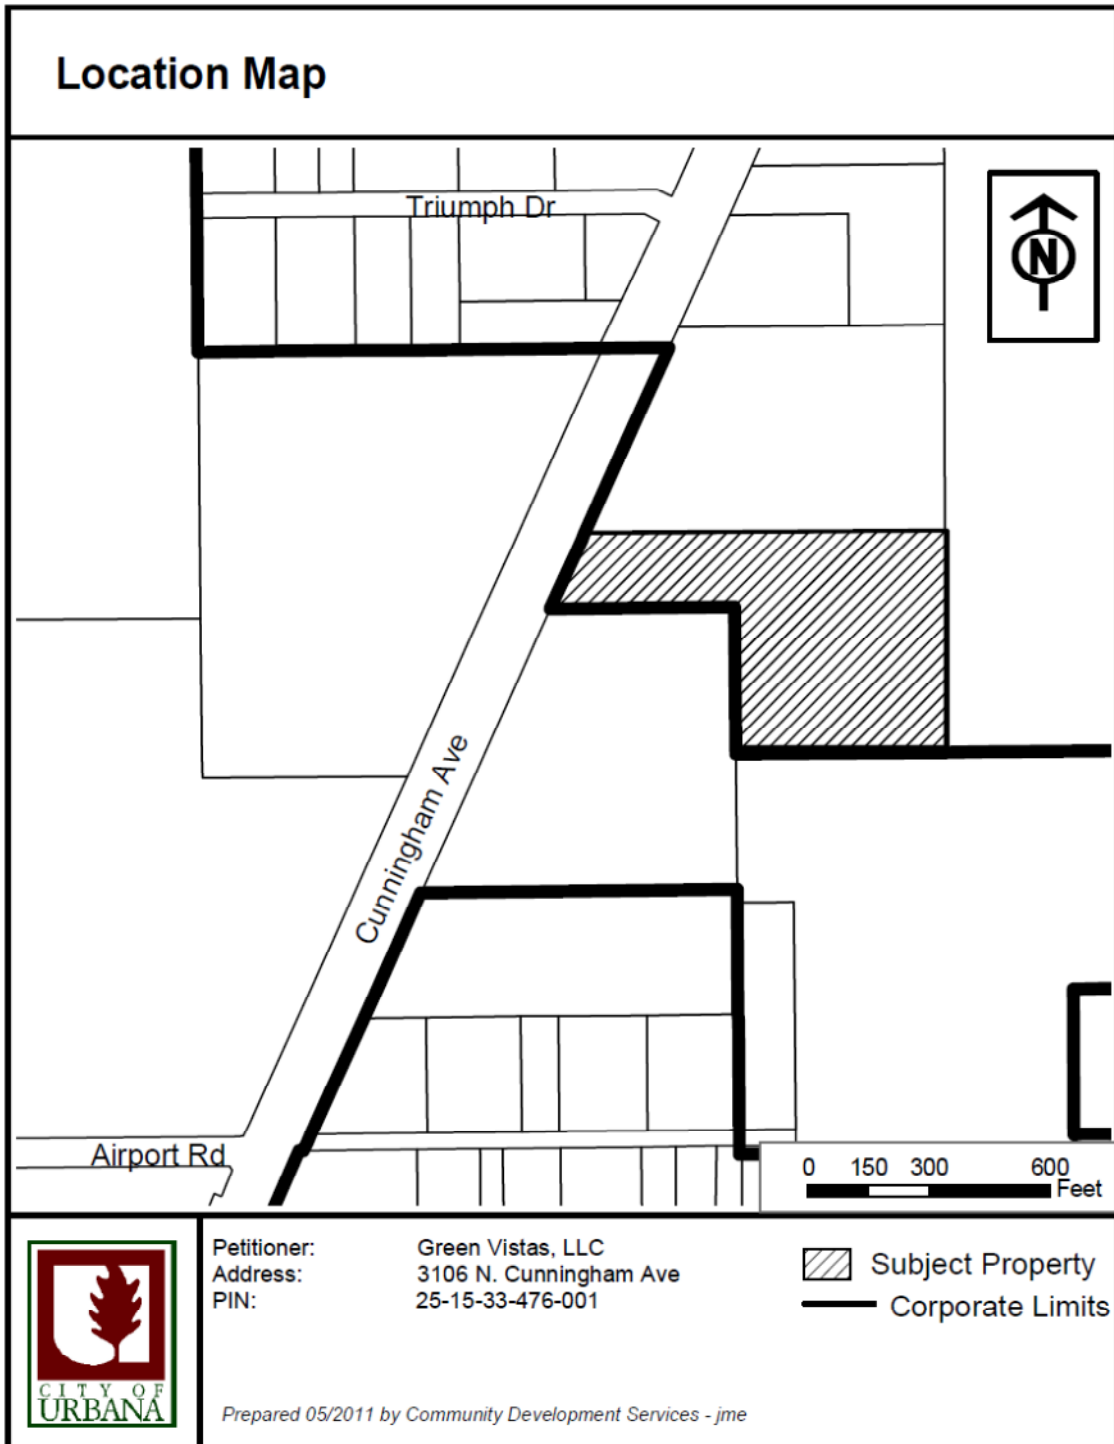 Location Map
Triumph Dr
N
Cunningham Ave
Airport Rd
0 150 300 600
Feet
Petitioner: Green Vistas, LLC
Address: 3106 N. Cunningham Ave
PIN: 25-15-33-476-001
Subject Property
Corporate Limits
CITY OF
URBANA
Prepared 05/2011 by Community Development Services - jme